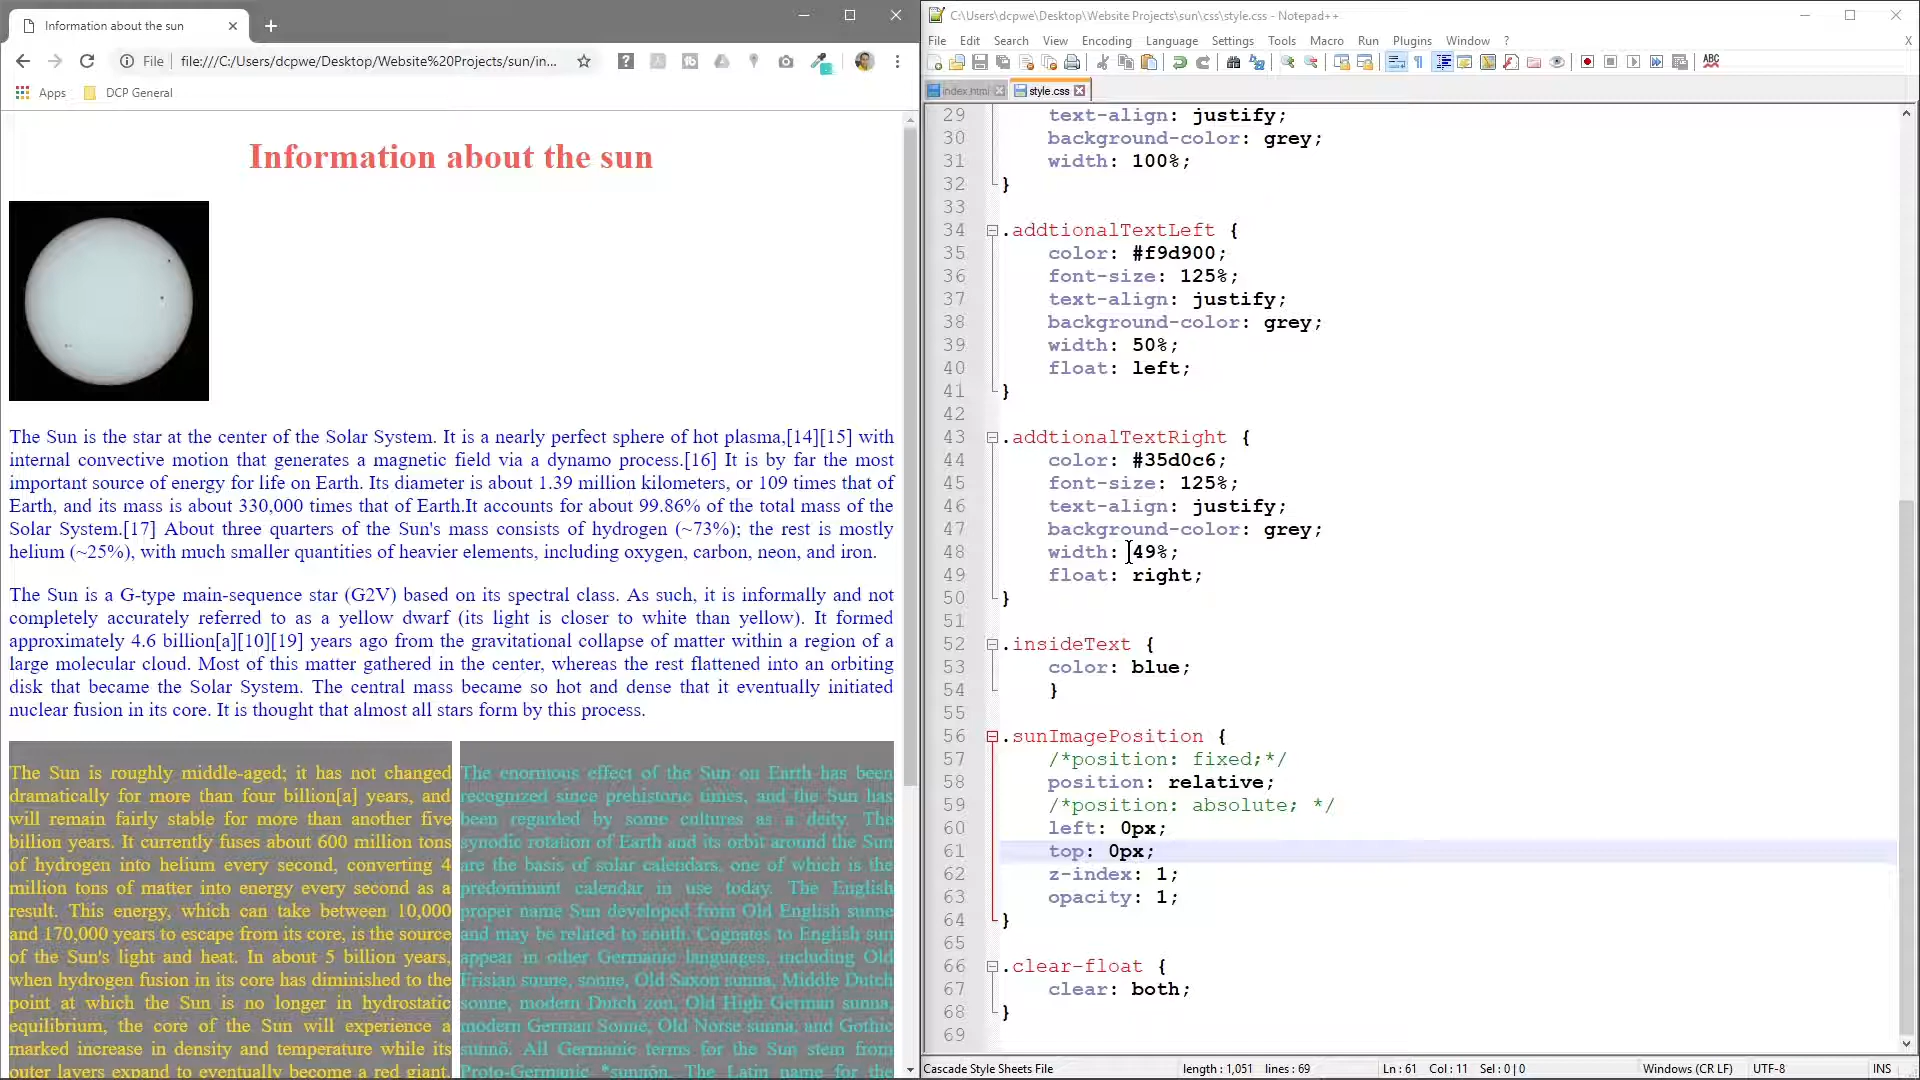 Information about the sun
File
file:///C:/Users/dcpwe/Desktop/Website%20Projects/sun/in...
Apps
DCP General
Information about the sun
The Sun is the star at the center of the Solar System. It is a nearly perfect sphere of hot plasma,[14][15] with
internal convective motion that generates a magnetic field via a dynamo process.[16] It is by far the most
important source of energy for life on Earth. Its diameter is about 1.39 million kilometers, or 109 times that of
Earth, and its mass is about 330,000 times that of Earth.It accounts for about 99.86% of the total mass of the
Solar System.[17] About three quarters of the Sun's mass consists of hydrogen (~73%); the rest is mostly
helium (~25%), with much smaller quantities of heavier elements, including oxygen, carbon, neon, and iron.
The Sun is a G-type main-sequence star (G2V) based on its spectral class. As such, it is informally and not
completely accurately referred to as a yellow dwarf (its light is closer to white than yellow). It formed
approximately 4.6 billion[a][10][19] years ago from the gravitational collapse of matter within a region of a
large molecular cloud. Most of this matter gathered in the center, whereas the rest flattened into an orbiting
disk that became the Solar System. The central mass became so hot and dense that it eventually initiated
nuclear fusion in its core. It is thought that almost all stars form by this process.
The Sun is roughly middle-aged; it has not changed
dramatically for more than four billion[a] years, and
will remain fairly stable for more than another five
billion years. It currently fuses about 600 million tons
of hydrogen into helium every second, converting 4
million tons of matter into energy every second as a
result. This energy, which can take between 10,000
and 170,000 years to escape from its core, is the source
of the Sun's light and heat. In about 5 billion years,
when hydrogen fusion in its core has diminished to the
point at which the Sun is no longer in hydrostatic
equilibrium, the core of the Sun will experience a
marked increase in density and temperature while its
outer layers expand to eventually become a red giant.
The enormous effect of the Sun on Earth has been
recognized since prehistoric times, and the Sun has
been regarded by some cultures as a deity. The
synodic rotation of Earth and its orbit around the Sun
are the basis of solar calendars, one of which is the
predominant calendar in use today. The English
proper name Sun developed from Old English sunne
and may be related to south. Cognates to English sun
appear in other Germanic languages, including Old
Frisian sunne, sonne, Old Saxon sunna, Middle Dutch
sonne, modern Dutch zon, Old High German sunna,
modern German Sonne, Old Norse sunna, and Gothic
sunnō. All Germanic terms for the Sun stem from
Proto-Germanic *sunnōn. The Latin name for the
C:\Users\dcpwe\Desktop\Website Projects\sun\css\style.css - Notepad++
File Edit Search View Encoding Language Settings Tools Macro Run Plugins Window ?
X
ABC
index.html
style.css
29 text-align: justify;
30 background-color: grey;
31 width: 100%;
32 }
33
34 .addtionalTextLeft {
35 color: #f9d900;
36 font-size: 125%;
37 text-align: justify;
38 background-color: grey;
39 width: 50%;
40 float: left;
41 }
42
43 .addtionalTextRight {
44 color: #35d0c6;
45 font-size: 125%;
46 text-align: justify;
47 background-color: grey;
48 width: 49%;
49 float: right;
50 }
51
52 .insideText {
53 color: blue;
54 }
55
56 .sunImagePosition {
57 /*position: fixed;*/
58 position: relative;
59 /*position: absolute; */
60 left: 0px;
61 top: 0px;
62 z-index: 1;
63 opacity: 1;
64 }
65
66 .clear-float {
67 clear: both;
68 }
69
Cascade Style Sheets File
length : 1,051 lines : 69
Ln : 61 Col : 11 Sel : 0 | 0
Windows (CR LF)
UTF-8
INS